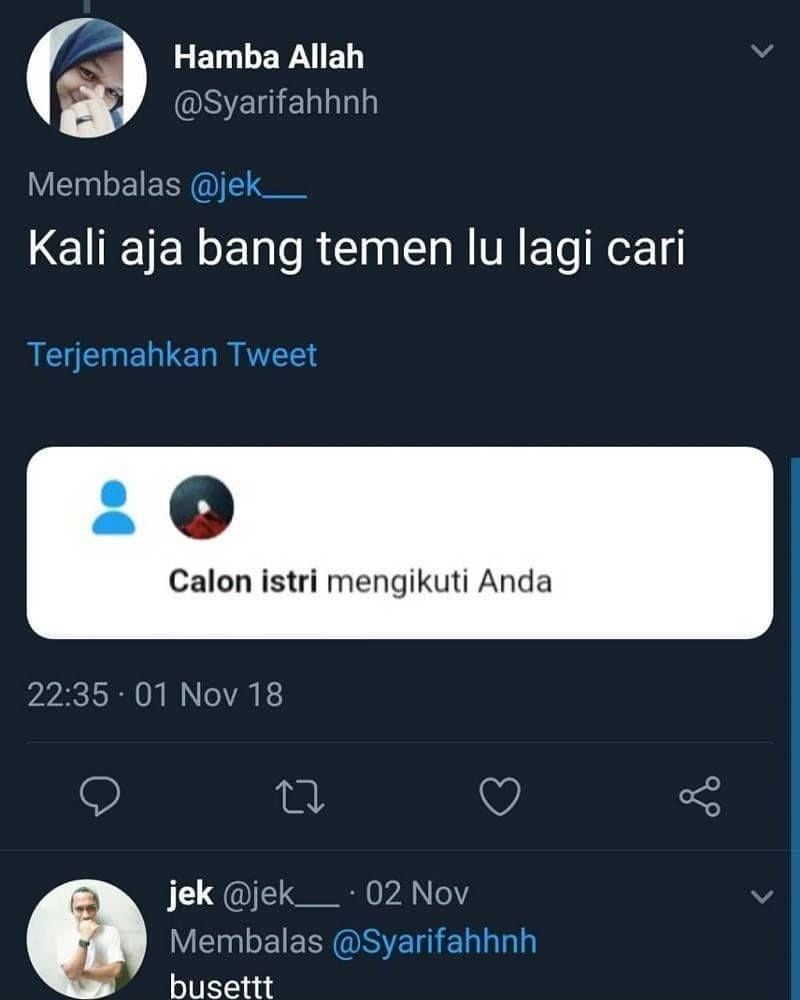 Hamba Allah
@Syarifahhnh
Membalas @jek___
Kali aja bang temen lu lagi cari
Terjemahkan Tweet
Calon istri mengikuti Anda
22:35 · 01 Nov 18
jek @jek___ · 02 Nov
Membalas @Syarifahhnh
busettt